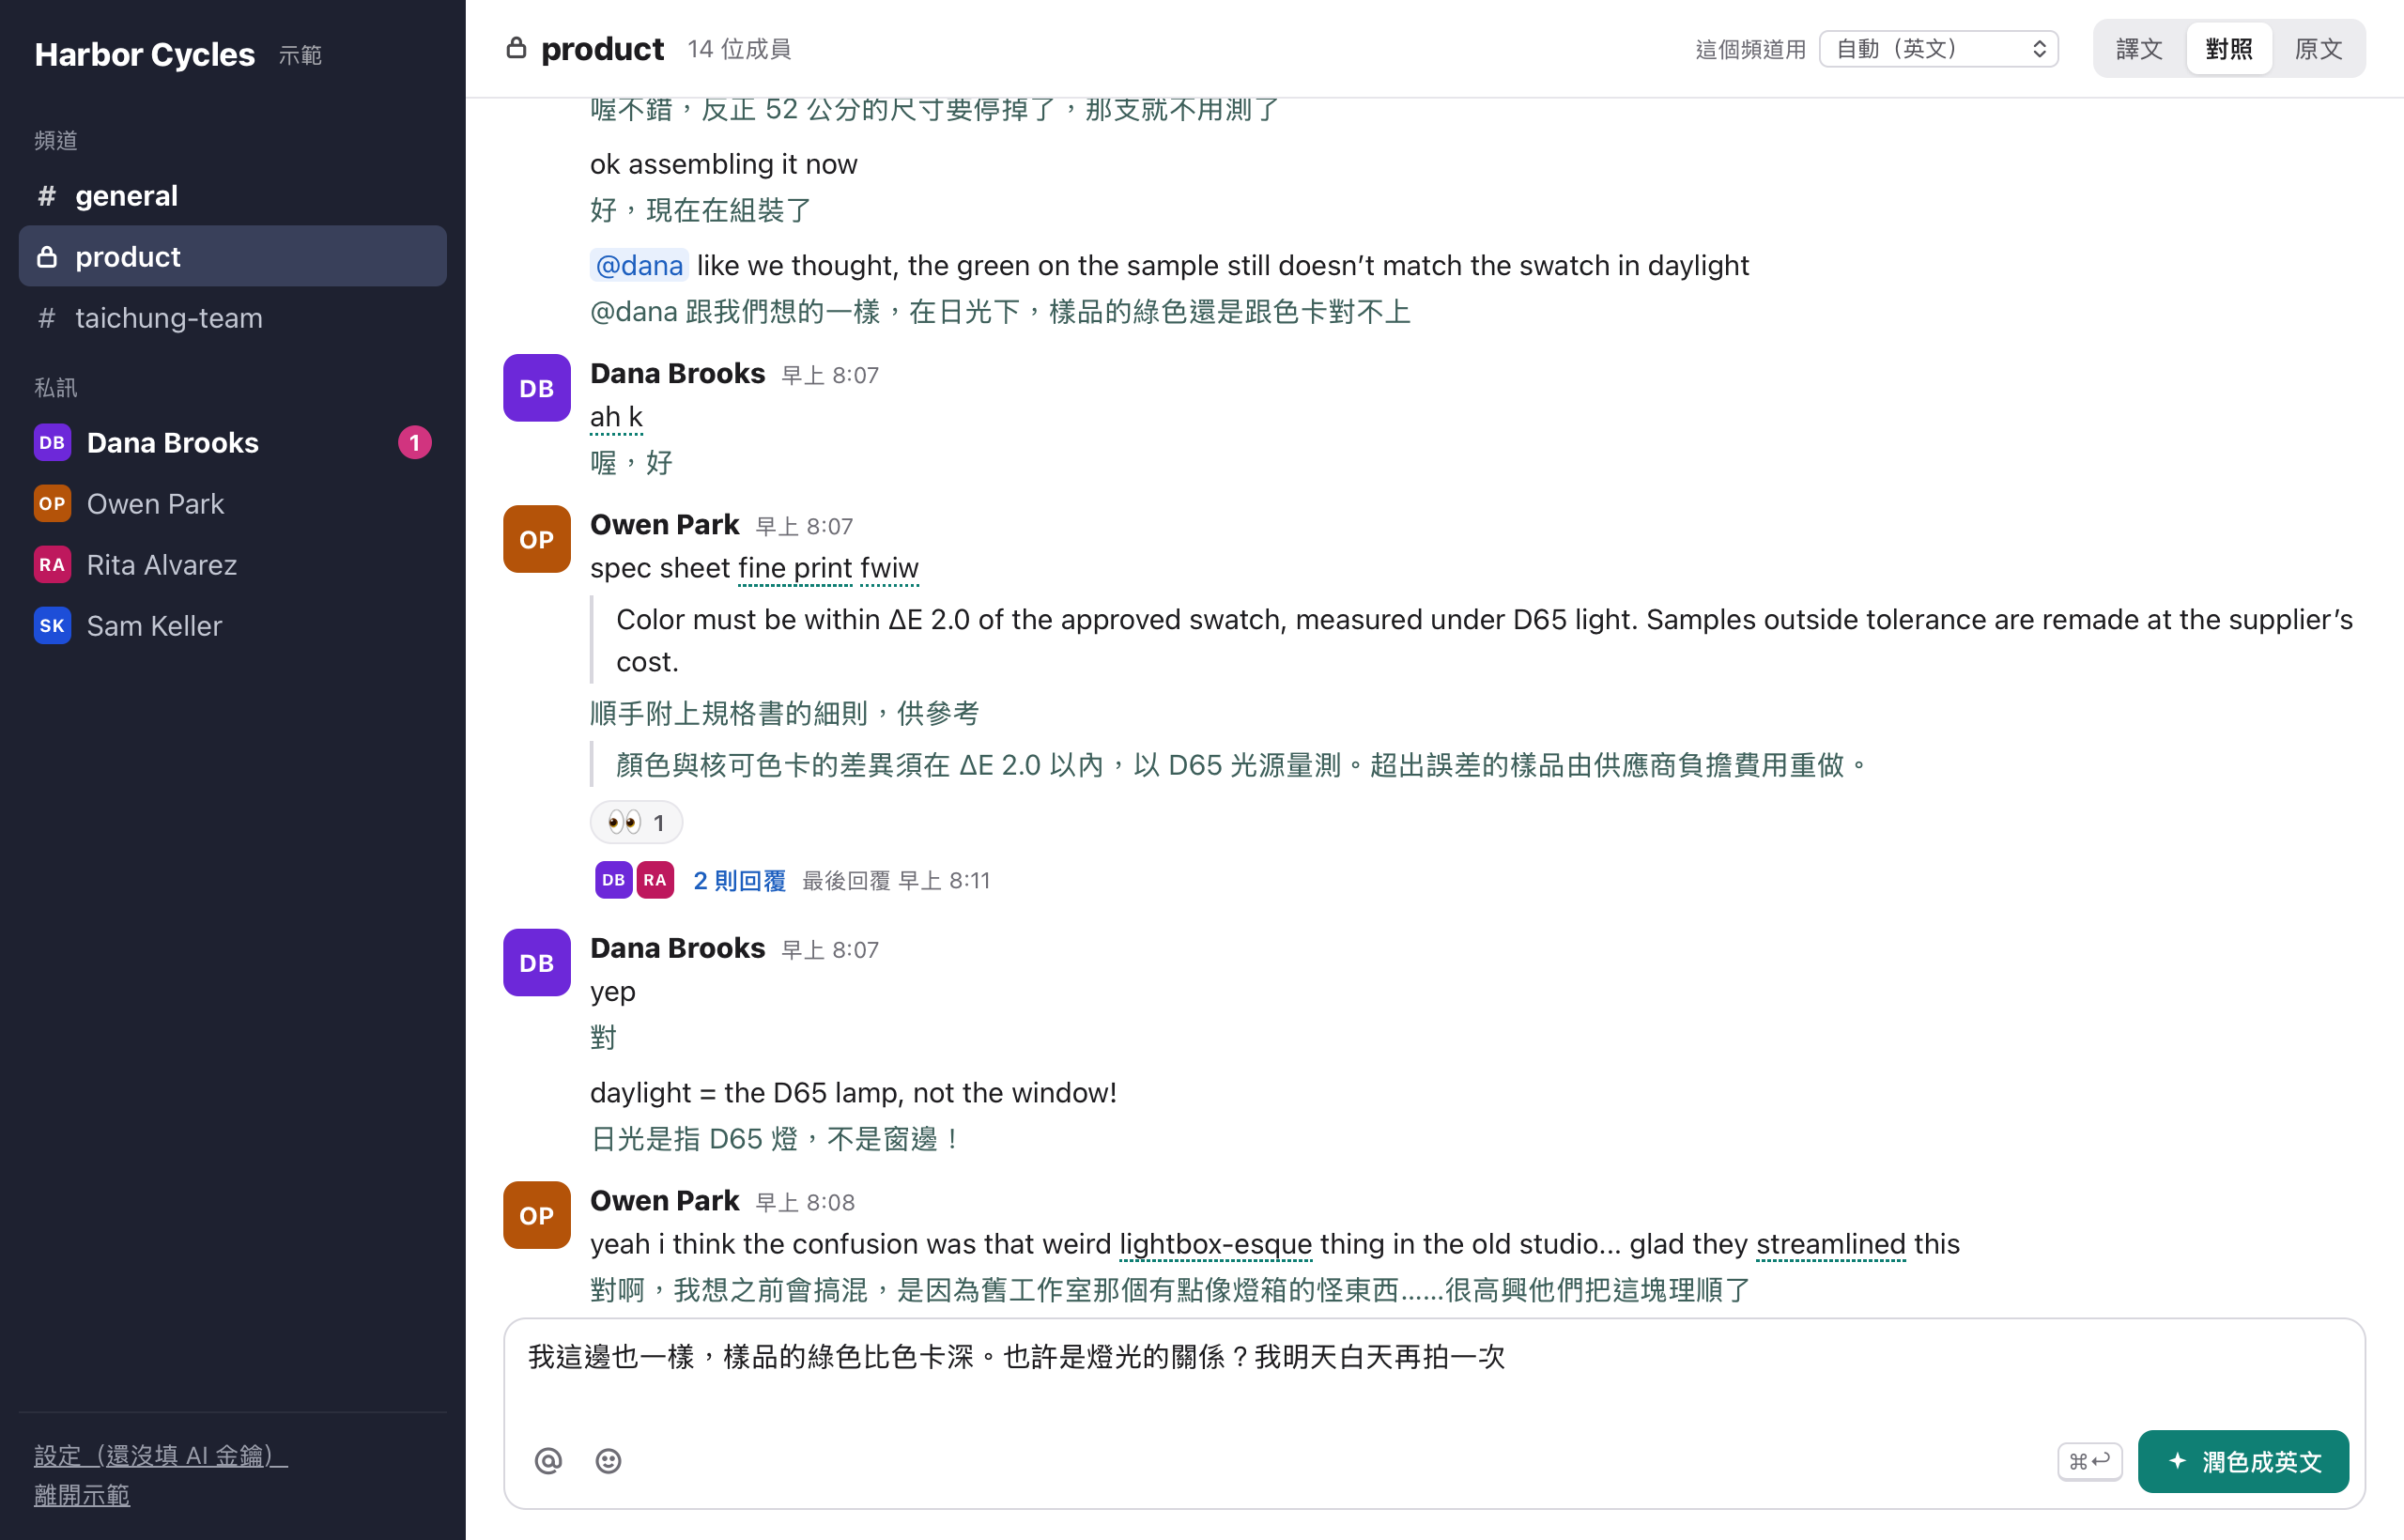 Harbor Cycles 示範
頻道
# general
product
# taichung-team
私訊
DB Dana Brooks 1
OP Owen Park
RA Rita Alvarez
SK Sam Keller
設定（還沒填 AI 金鑰）
離開示範
product 14 位成員
這個頻道用 自動（英文） 譯文 對照 原文
喔不錯，反正 52 公分的尺寸要停掉了，那支就不用測了
ok assembling it now
好，現在在組裝了
@dana like we thought, the green on the sample still doesn’t match the swatch in daylight
@dana 跟我們想的一樣，在日光下，樣品的綠色還是跟色卡對不上
DB Dana Brooks 早上 8:07
ah k
喔，好
OP Owen Park 早上 8:07
spec sheet fine print fwiw
Color must be within ΔE 2.0 of the approved swatch, measured under D65 light. Samples outside tolerance are remade at the supplier’s
cost.
順手附上規格書的細則，供參考
顏色與核可色卡的差異須在 ΔE 2.0 以內，以 D65 光源量測。超出誤差的樣品由供應商負擔費用重做。
👀 1
DB RA 2 則回覆 最後回覆 早上 8:11
DB Dana Brooks 早上 8:07
yep
對
daylight = the D65 lamp, not the window!
日光是指 D65 燈，不是窗邊！
OP Owen Park 早上 8:08
yeah i think the confusion was that weird lightbox-esque thing in the old studio... glad they streamlined this
對啊，我想之前會搞混，是因為舊工作室那個有點像燈箱的怪東西......很高興他們把這塊理順了
我這邊也一樣，樣品的綠色比色卡深。也許是燈光的關係？我明天白天再拍一次
⌘↩ 潤色成英文